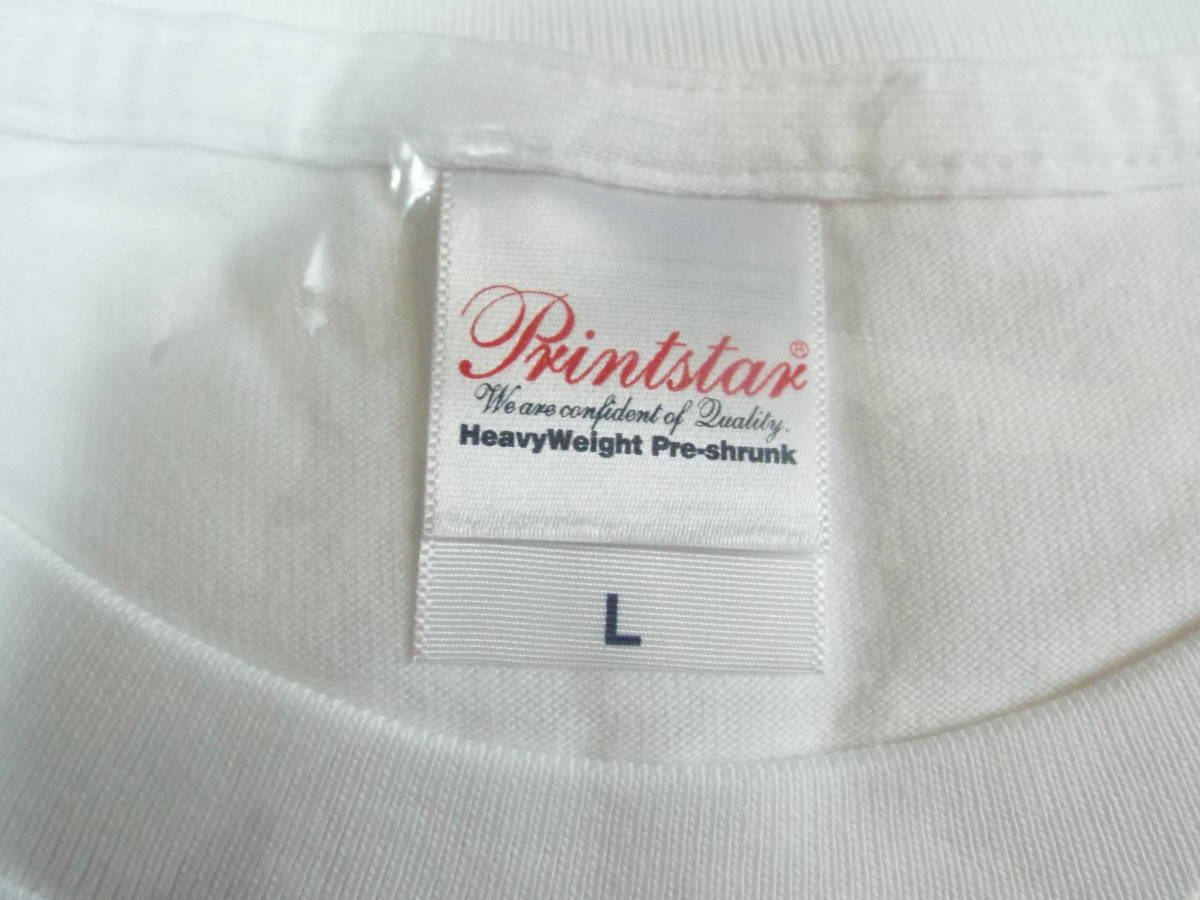 Printstar®
We are confident of Quality.
HeavyWeight Pre-shrunk
L